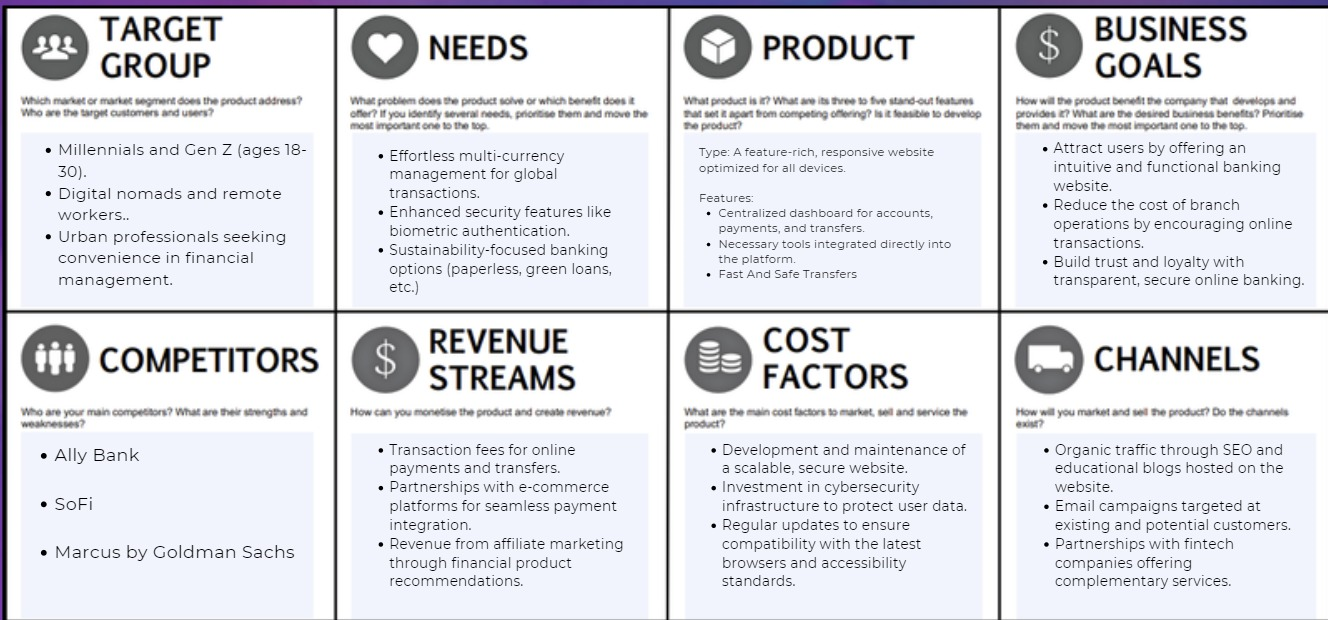 TARGET
GROUP
Which market or market segment does the product address?
Who are the target customers and users?
• Millennials and Gen Z (ages 18-
30).
• Digital nomads and remote
workers..
• Urban professionals seeking
convenience in financial
management.
NEEDS
What problem does the product solve or which benefit does it
offer? If you identify several needs, prioritise them and move the
most important one to the top.
• Effortless multi-currency
management for global
transactions.
• Enhanced security features like
biometric authentication.
• Sustainability-focused banking
options (paperless, green loans,
etc.)
PRODUCT
What product is it? What are its three to five stand-out features
that set it apart from competing offering? Is it feasible to develop
the product?
Type: A feature-rich, responsive website
optimized for all devices.
Features:
• Centralized dashboard for accounts,
payments, and transfers.
• Necessary tools integrated directly into
the platform.
• Fast And Safe Transfers
BUSINESS
GOALS
How will the product benefit the company that develops and
provides it? What are the desired business benefits? Prioritise
them and move the most important one to the top.
• Attract users by offering an
intuitive and functional banking
website.
• Reduce the cost of branch
operations by encouraging online
transactions.
• Build trust and loyalty with
transparent, secure online banking.
COMPETITORS
Who are your main competitors? What are their strengths and
weaknesses?
• Ally Bank
• SoFi
• Marcus by Goldman Sachs
REVENUE
STREAMS
How can you monetise the product and create revenue?
• Transaction fees for online
payments and transfers.
• Partnerships with e-commerce
platforms for seamless payment
integration.
• Revenue from affiliate marketing
through financial product
recommendations.
COST
FACTORS
What are the main cost factors to market, sell and service the
product?
• Development and maintenance of
a scalable, secure website.
• Investment in cybersecurity
infrastructure to protect user data.
• Regular updates to ensure
compatibility with the latest
browsers and accessibility
standards.
CHANNELS
How will you market and sell the product? Do the channels
exist?
• Organic traffic through SEO and
educational blogs hosted on the
website.
• Email campaigns targeted at
existing and potential customers.
• Partnerships with fintech
companies offering
complementary services.